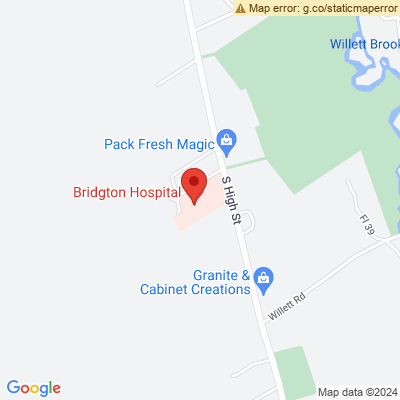 Map error: g.co/staticmaperror
Willett Brook
Pack Fresh Magic
Bridgton Hospital
S High St
Fl 39
Granite &
Cabinet Creations
Willett Rd
Google
Map data ©2024